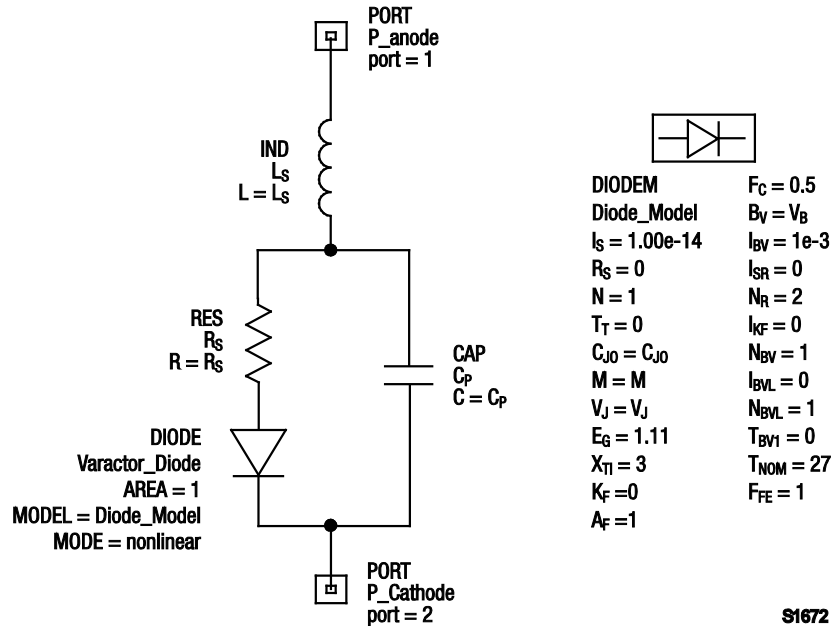 PORT
P_anode
port = 1
IND
LS
L = LS
RES
RS
R = RS
CAP
CP
C = CP
DIODE
Varactor_Diode
AREA = 1
MODEL = Diode_Model
MODE = nonlinear
PORT
P_Cathode
port = 2
DIODEM
Diode_Model
IS = 1.00e-14
RS = 0
N = 1
TT = 0
CJO = CJO
M = M
VJ = VJ
EG = 1.11
XTI = 3
KF =0
AF =1
FC = 0.5
BV = VB
IBV = 1e-3
ISR = 0
NR = 2
IKF = 0
NBV = 1
IBVL = 0
NBVL = 1
TBV1 = 0
TNOM = 27
FFE = 1
S1672